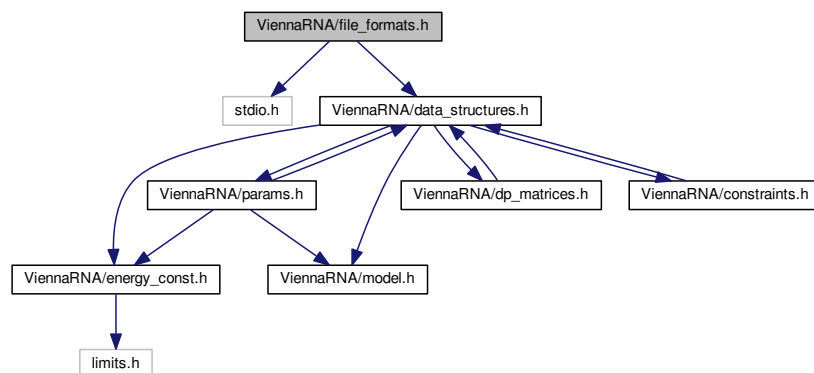 ViennaRNA/file_formats.h
stdio.h
ViennaRNA/data_structures.h
ViennaRNA/params.h
ViennaRNA/dp_matrices.h
ViennaRNA/constraints.h
ViennaRNA/energy_const.h
ViennaRNA/model.h
limits.h